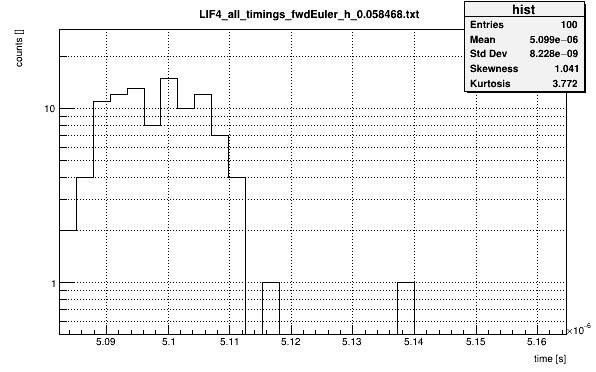 LIF4_all_timings_fwdEuler_h_0.058468.txt
hist
Entries 100
Mean 5.099e−06
Std Dev 8.228e−09
Skewness 1.041
Kurtosis 3.772
counts []
10
1
5.09 5.1 5.11 5.12 5.13 5.14 5.15 5.16
×10−6
time [s]